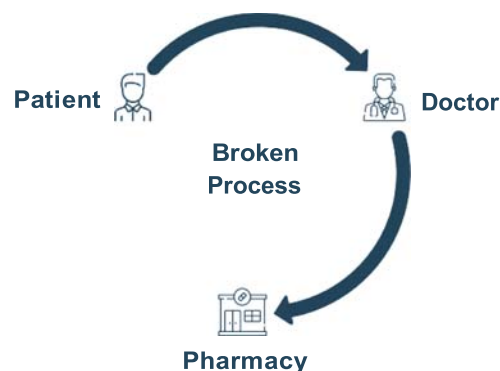 Patient
Doctor
Broken
Process
Pharmacy